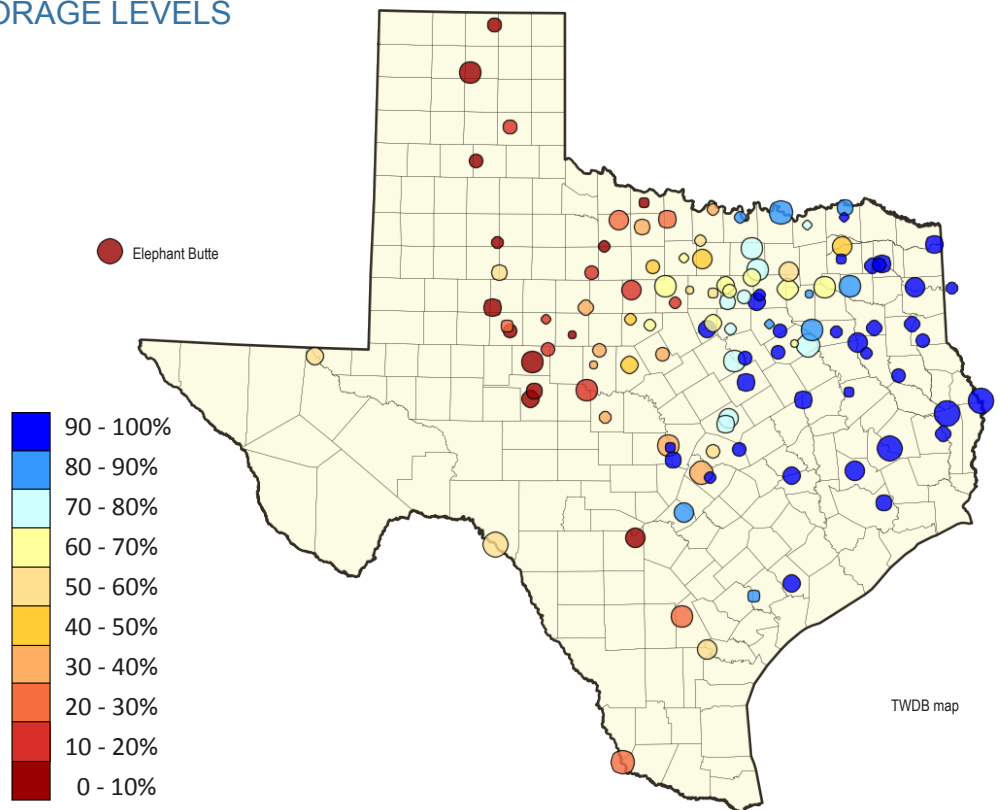 ORAGE LEVELS
Elephant Butte
90 - 100%
80 - 90%
70 - 80%
60 - 70%
50 - 60%
40 - 50%
30 - 40%
20 - 30%
10 - 20%
0 - 10%
TWDB map